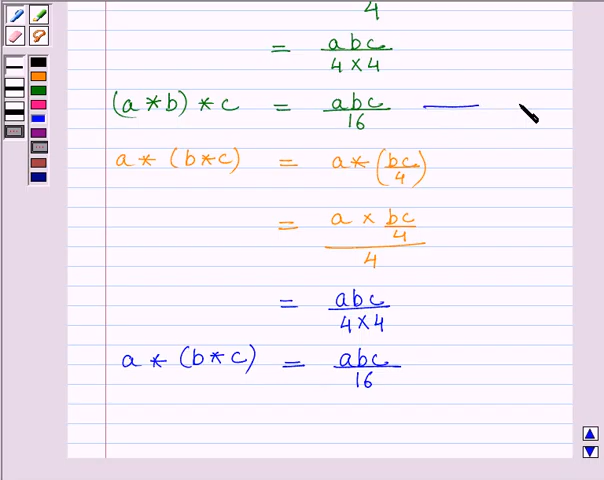 4
= abc / 4 × 4
(a * b) * c = abc / 16 —
a * (b * c) = a * (bc / 4)
= a × bc/4 / 4
= abc / 4 × 4
a * (b * c) = abc / 16